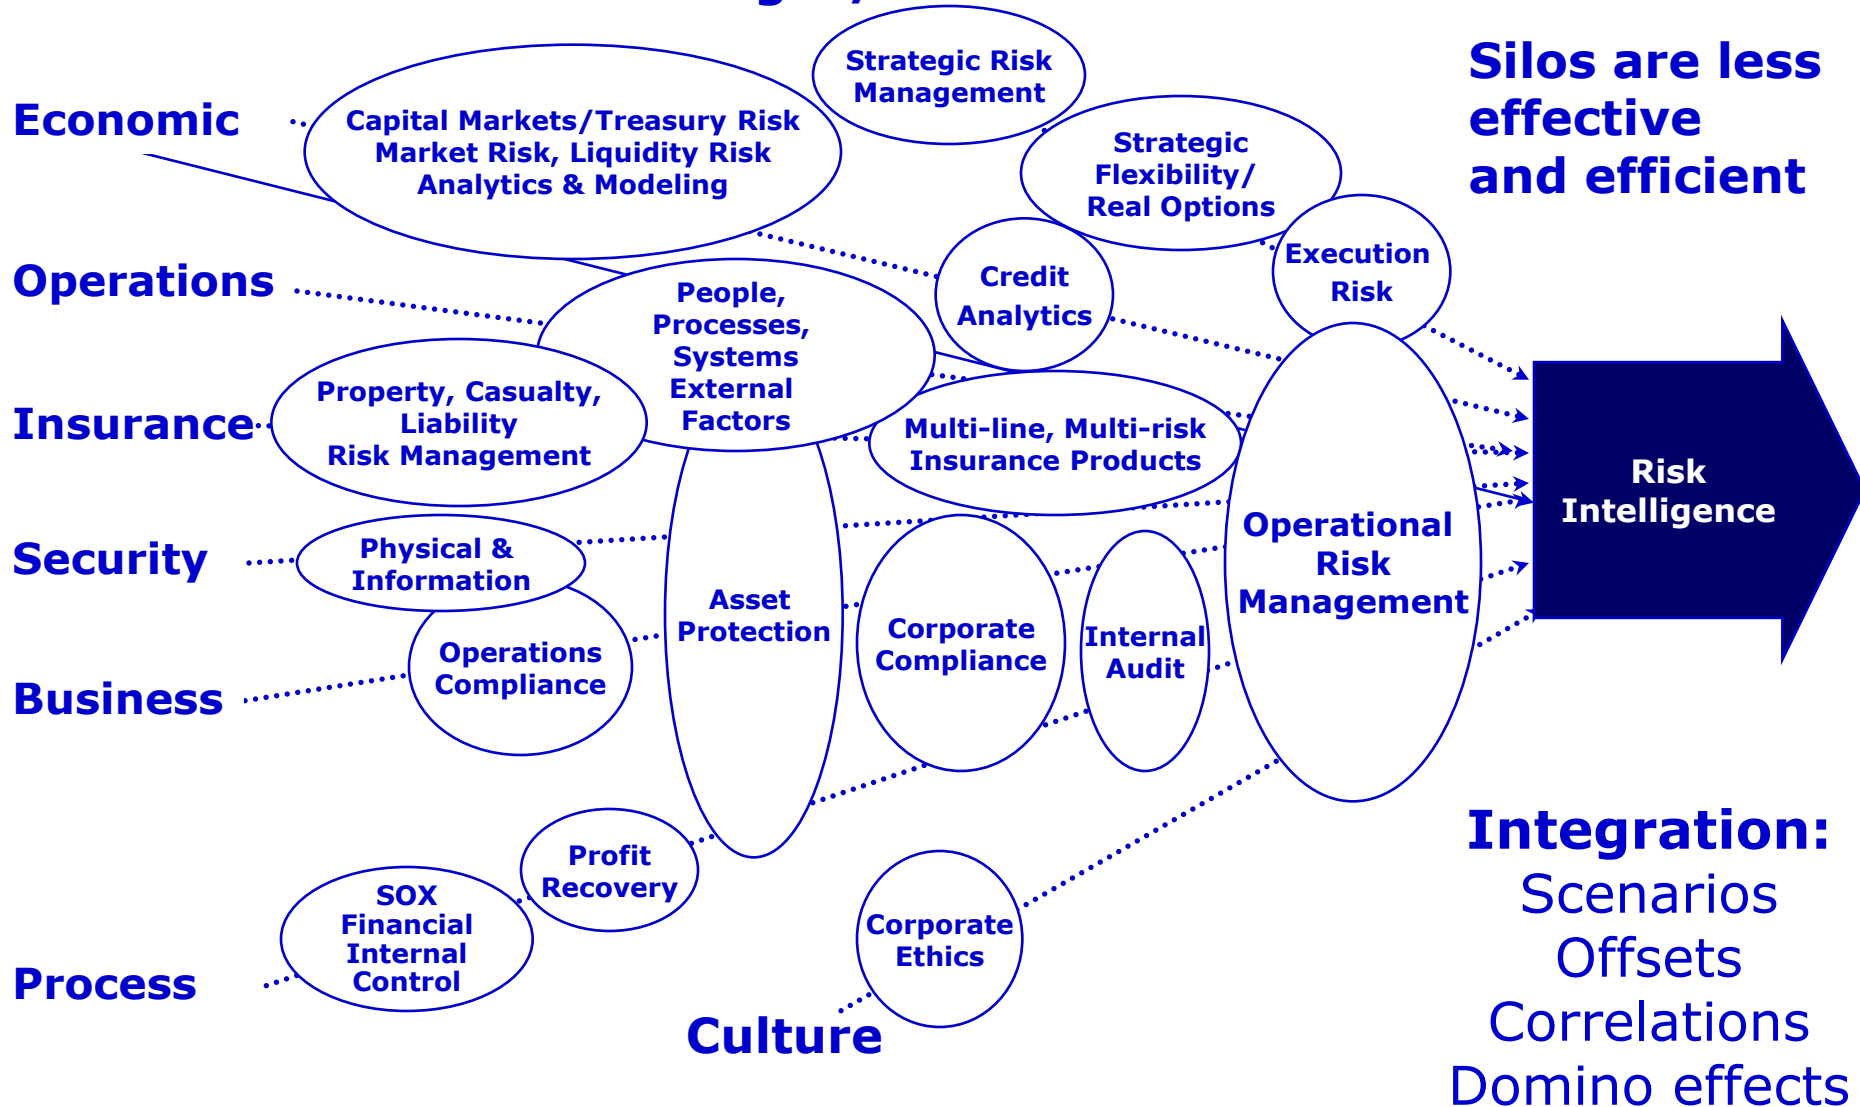 Strategic Risk
Management
Silos are less
effective
and efficient
Economic
Capital Markets/Treasury Risk
Market Risk, Liquidity Risk
Analytics & Modeling
Strategic
Flexibility/
Real Options
Execution
Risk
Operations
People,
Processes,
Systems
External
Factors
Credit
Analytics
Insurance
Property, Casualty,
Liability
Risk Management
Multi-line, Multi-risk
Insurance Products
Risk
Intelligence
Security
Physical &
Information
Operational
Risk
Management
Asset
Protection
Corporate
Compliance
Internal
Audit
Business
Operations
Compliance
Profit
Recovery
Process
SOX
Financial
Internal
Control
Corporate
Ethics
Culture
Integration:
Scenarios
Offsets
Correlations
Domino effects